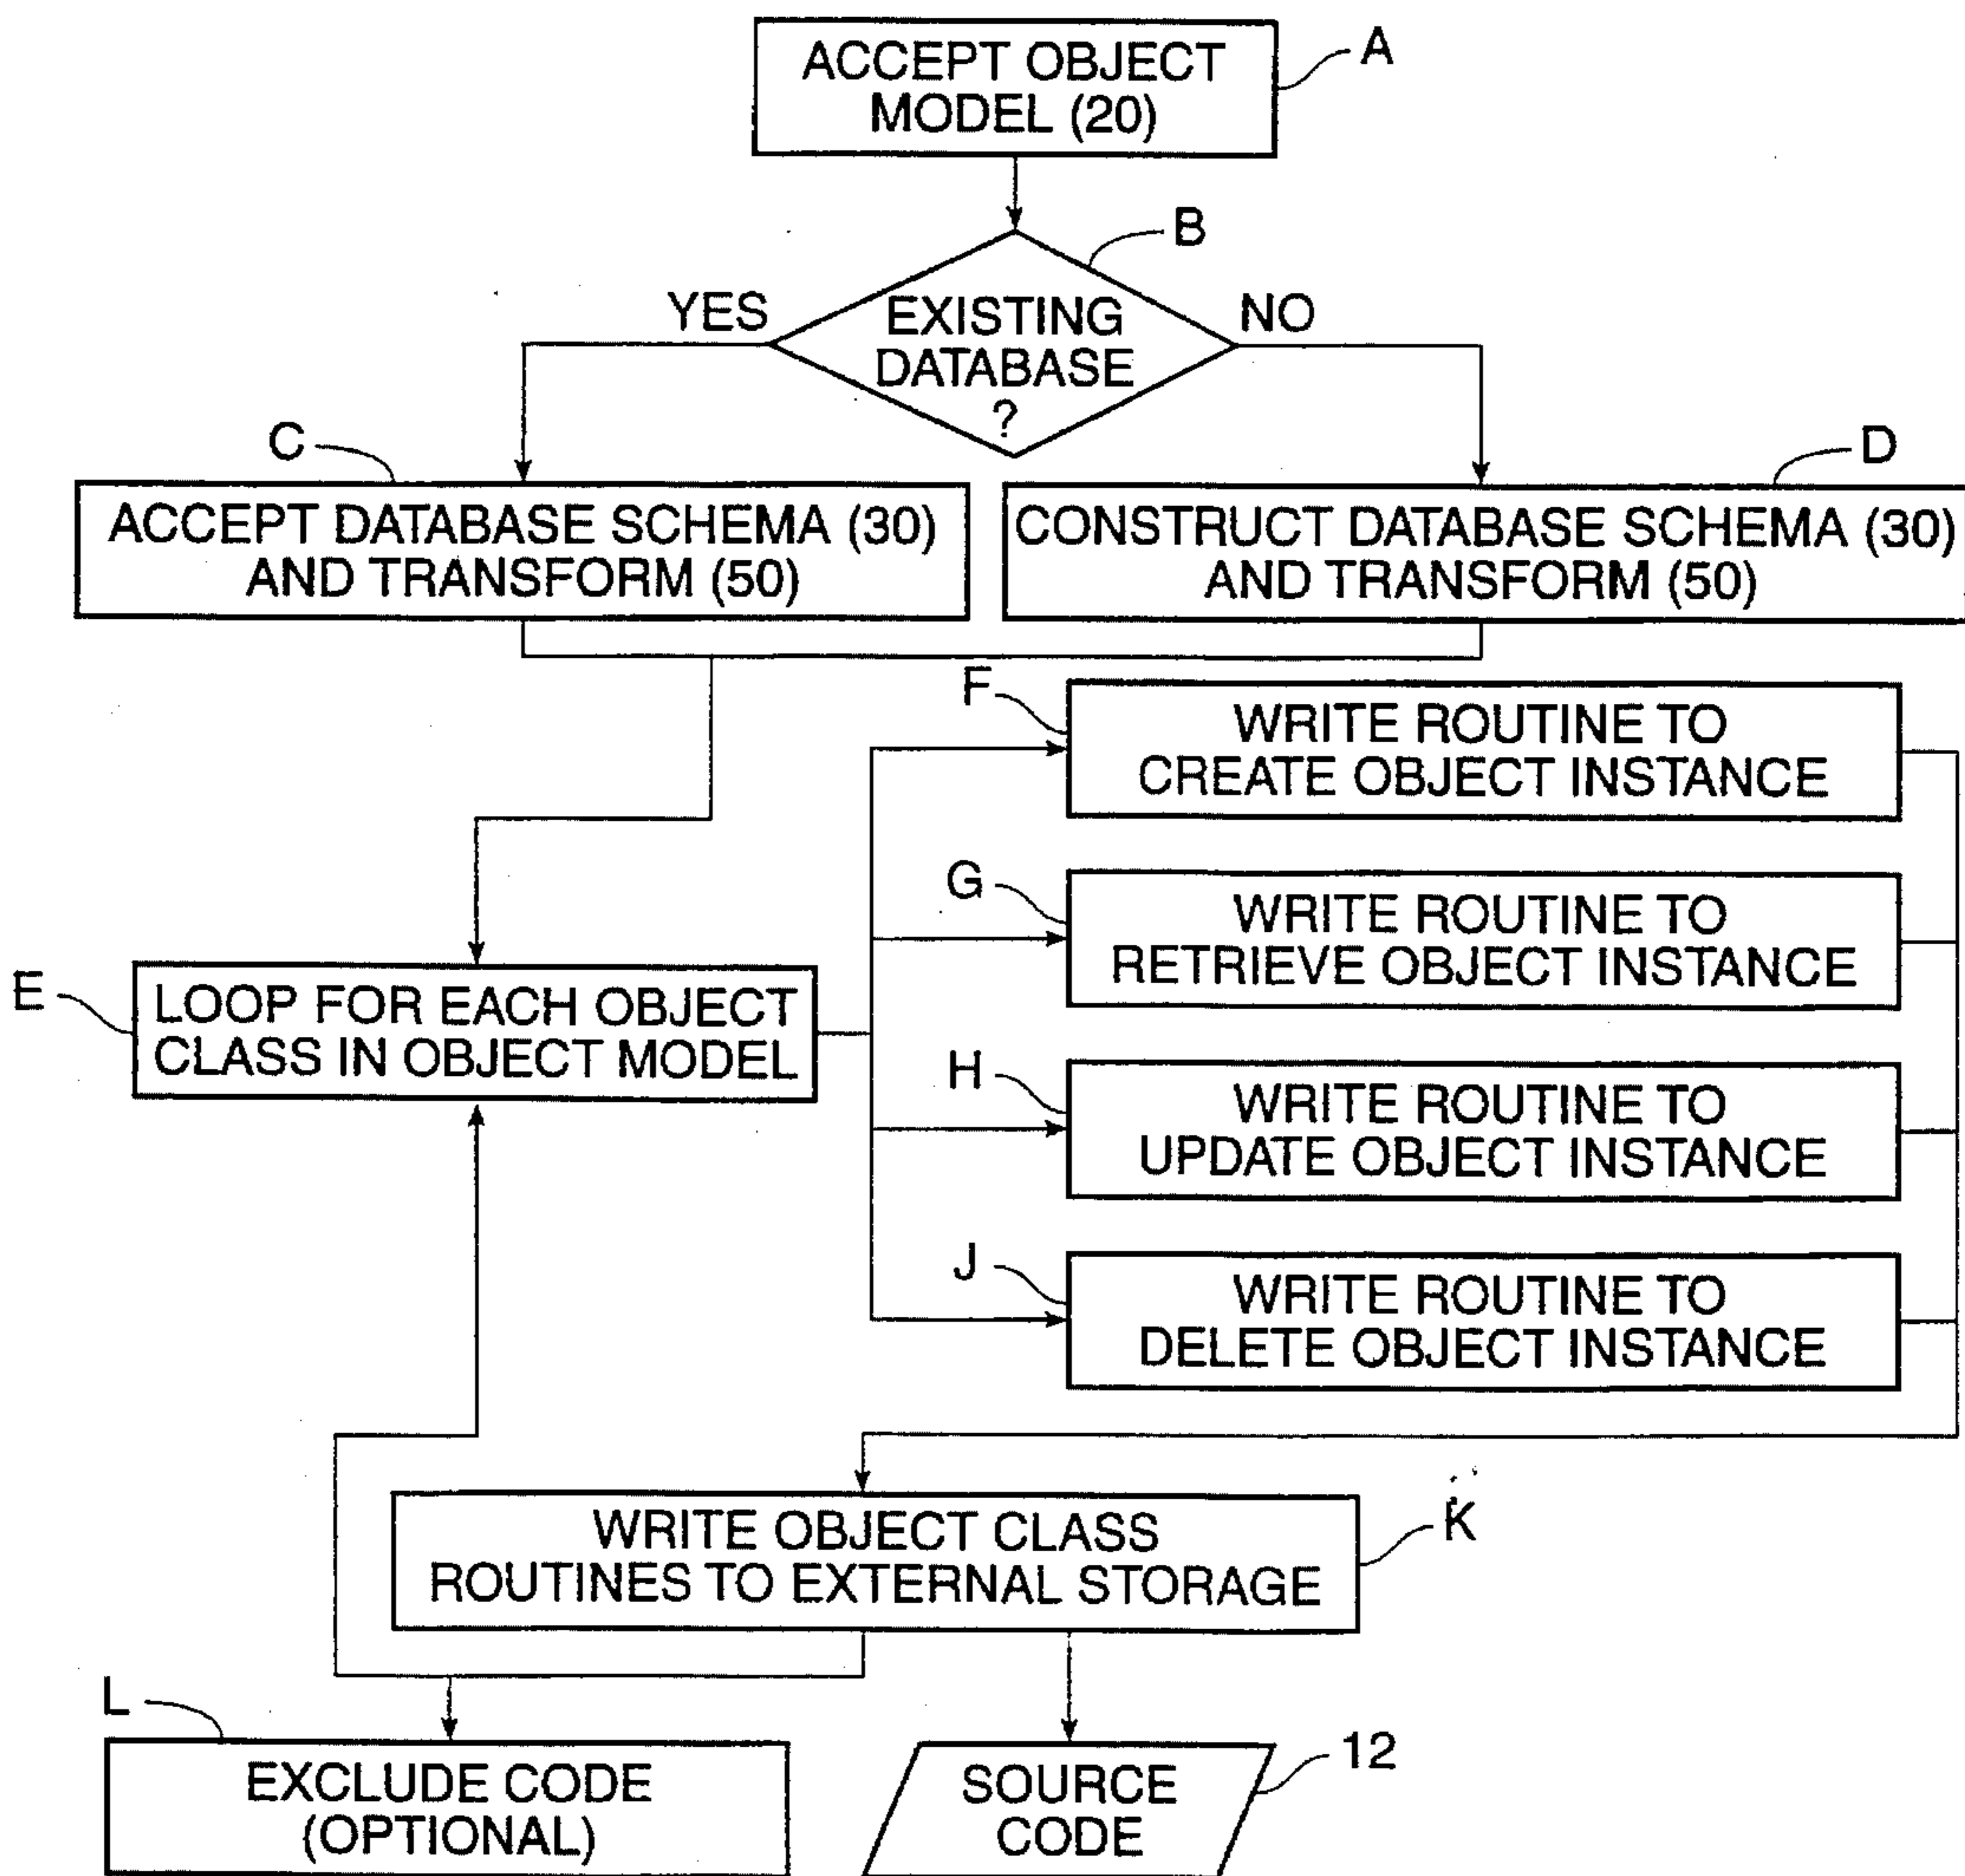 ACCEPT OBJECT
MODEL (20)
A
B
YES
EXISTING
DATABASE
?
NO
C
D
ACCEPT DATABASE SCHEMA (30)
AND TRANSFORM (50)
CONSTRUCT DATABASE SCHEMA (30)
AND TRANSFORM (50)
F
WRITE ROUTINE TO
CREATE OBJECT INSTANCE
G
WRITE ROUTINE TO
RETRIEVE OBJECT INSTANCE
E
LOOP FOR EACH OBJECT
CLASS IN OBJECT MODEL
H
WRITE ROUTINE TO
UPDATE OBJECT INSTANCE
J
WRITE ROUTINE TO
DELETE OBJECT INSTANCE
WRITE OBJECT CLASS
ROUTINES TO EXTERNAL STORAGE
K
L
EXCLUDE CODE
(OPTIONAL)
SOURCE
CODE
12